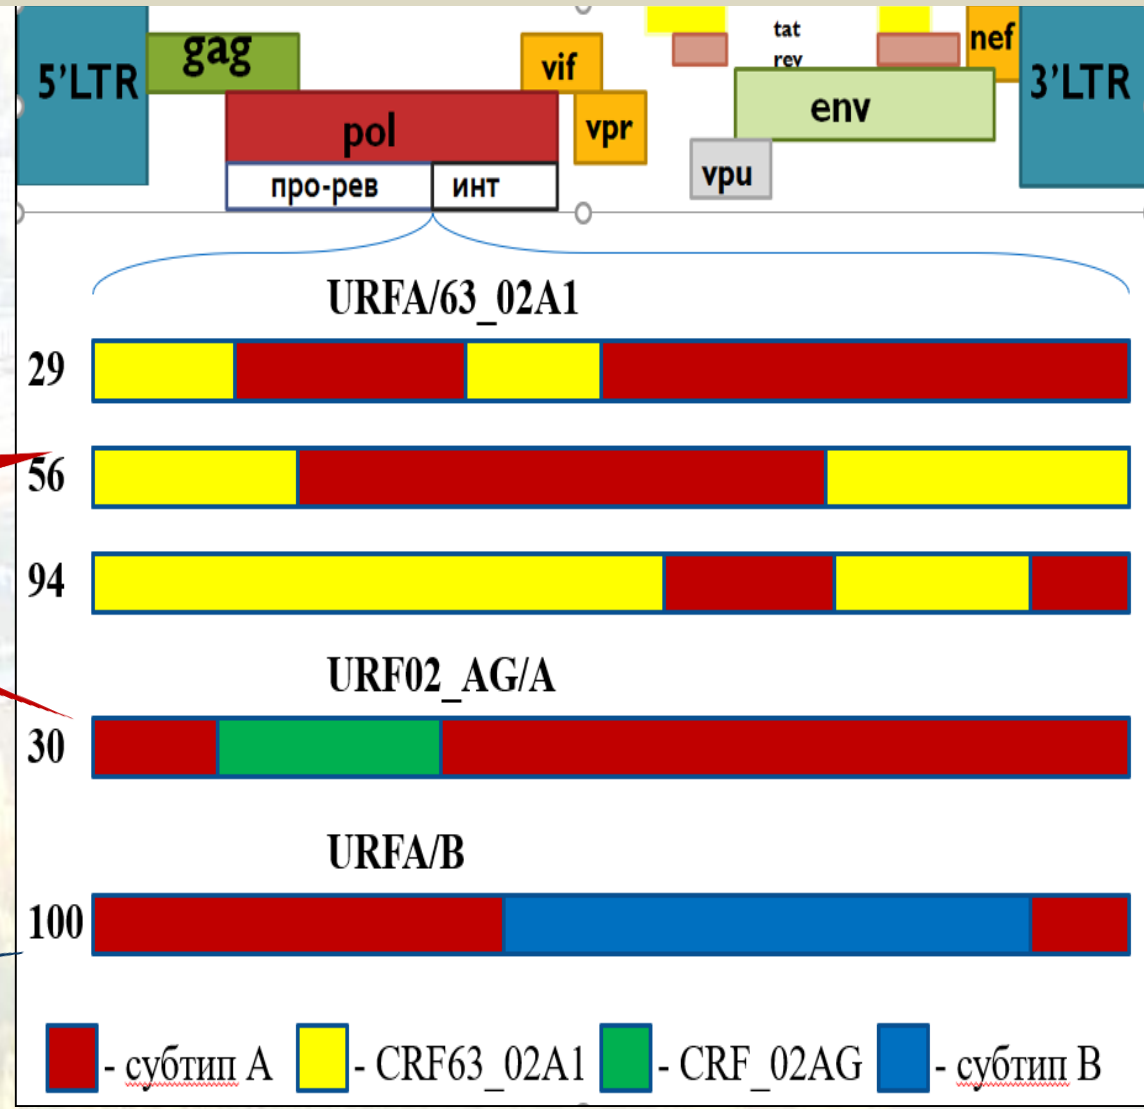 5'LTR gag vif tat nef 3'LTR
rev
pol vpr env
про-рев инт vpu
URFA/63_02A1
29
56
94
URF02_AG/A
30
URFA/B
100
- субтип А - CRF63_02A1 - CRF_02AG - субтип В